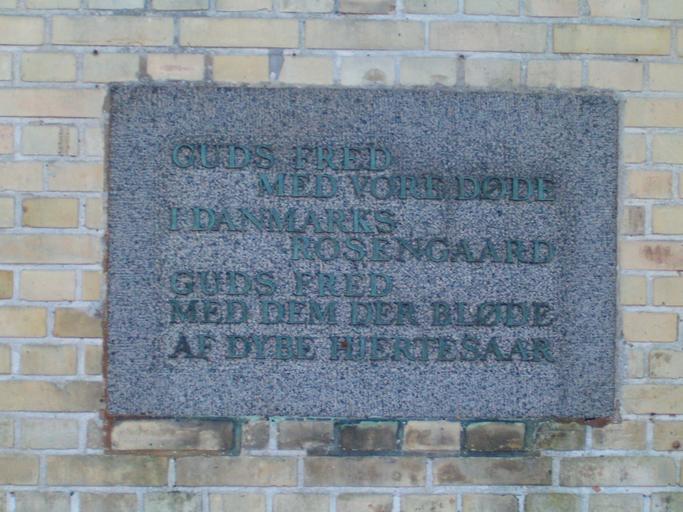 GUDS FRED
MED VORE DØDE
I DANMARKS
ROSENGAARD
GUDS FRED
MED DEM DER BLØDE
AF DYBE HJERTESAAR